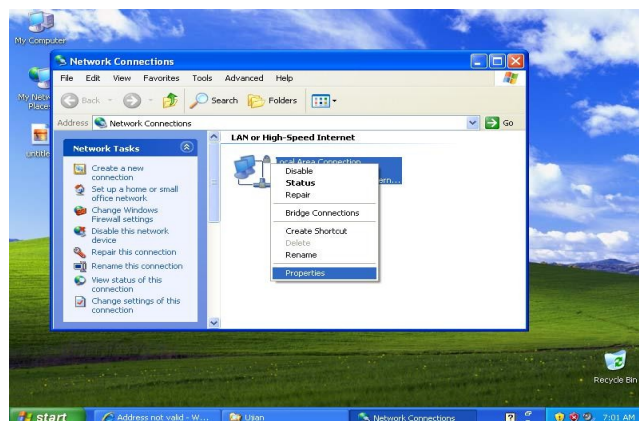 My Computer
Network Connections
File Edit View Favorites Tools Advanced Help
My Netw
Place
Back
Search
Folders
Address
Network Connections
Go
Network Tasks
Create a new
connection
Set up a home or small
office network
Change Windows
Firewall settings
Disable this network
device
Repair this connection
Rename this connection
View status of this
connection
Change settings of this
connection
LAN or High-Speed Internet
ocal Area Connection
ern...
Disable
Status
Repair
Bridge Connections
Create Shortcut
Delete
Rename
Properties
untitle
Recycle Bin
start
Address not valid - W...
Ujian
Network Connections
7:01 AM